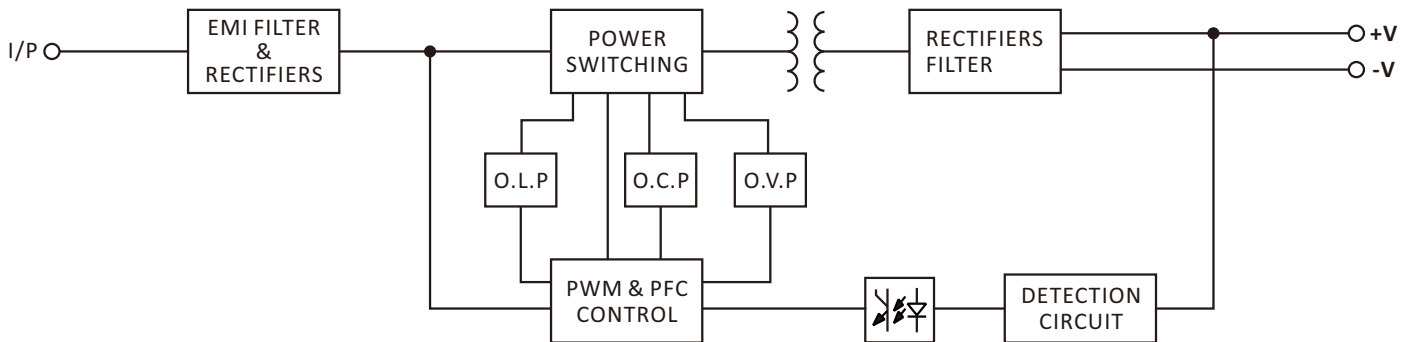 I/P
EMI FILTER
&
RECTIFIERS
POWER
SWITCHING
RECTIFIERS
FILTER
+V
-V
O.L.P
O.C.P
O.V.P
PWM & PFC
CONTROL
DETECTION
CIRCUIT